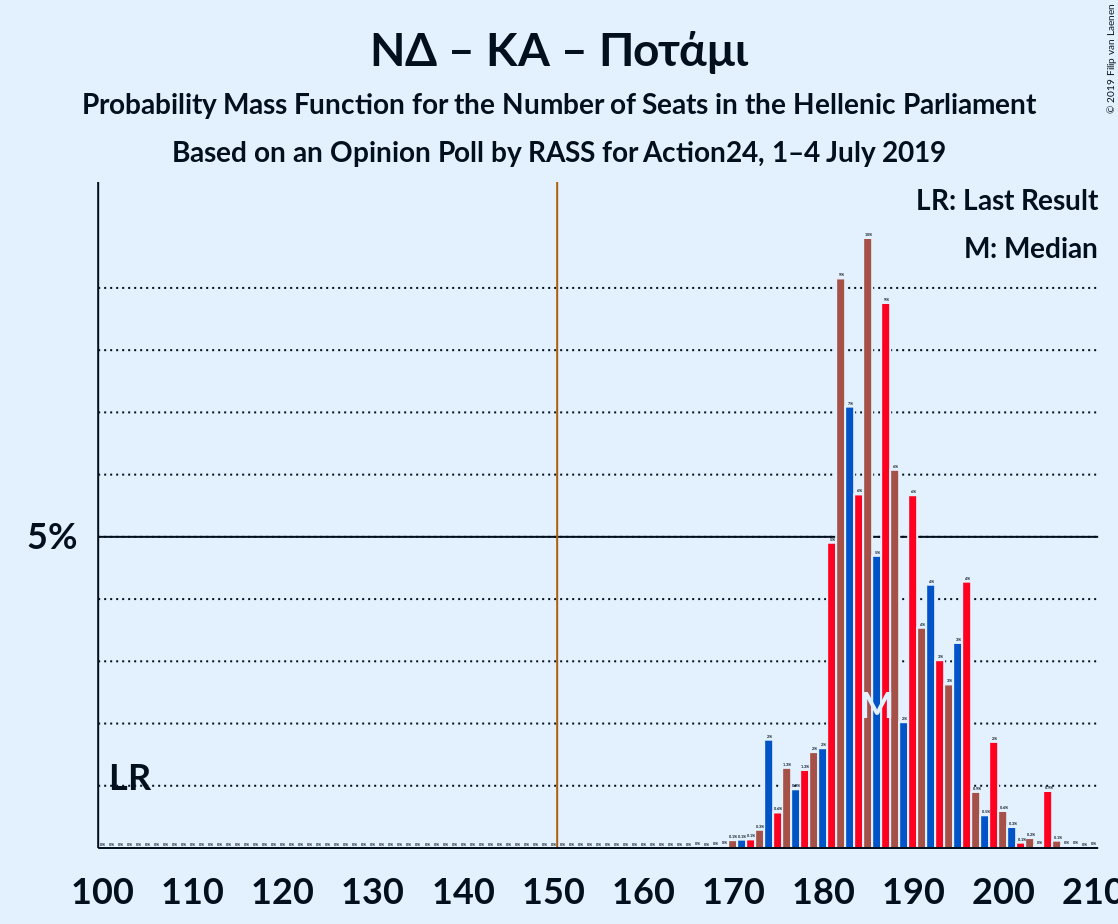 ΝΔ – ΚΑ – Ποτάμι
Probability Mass Function for the Number of Seats in the Hellenic Parliament
Based on an Opinion Poll by RASS for Action24, 1–4 July 2019
© 2019 Filip van Laenen
LR: Last Result
M: Median
5%
M
LR
100 110 120 130 140 150 160 170 180 190 200 210